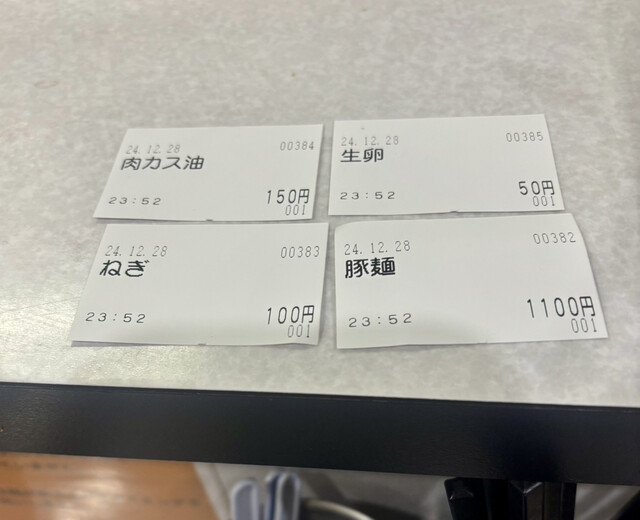 24.12.28 00384
肉カス油
23:52 150円
001
24.12.28 00385
生卵
23:52 50円
001
24.12.28 00383
ねぎ
23:52 100円
001
24.12.28 00382
豚麺
23:52 1100円
001